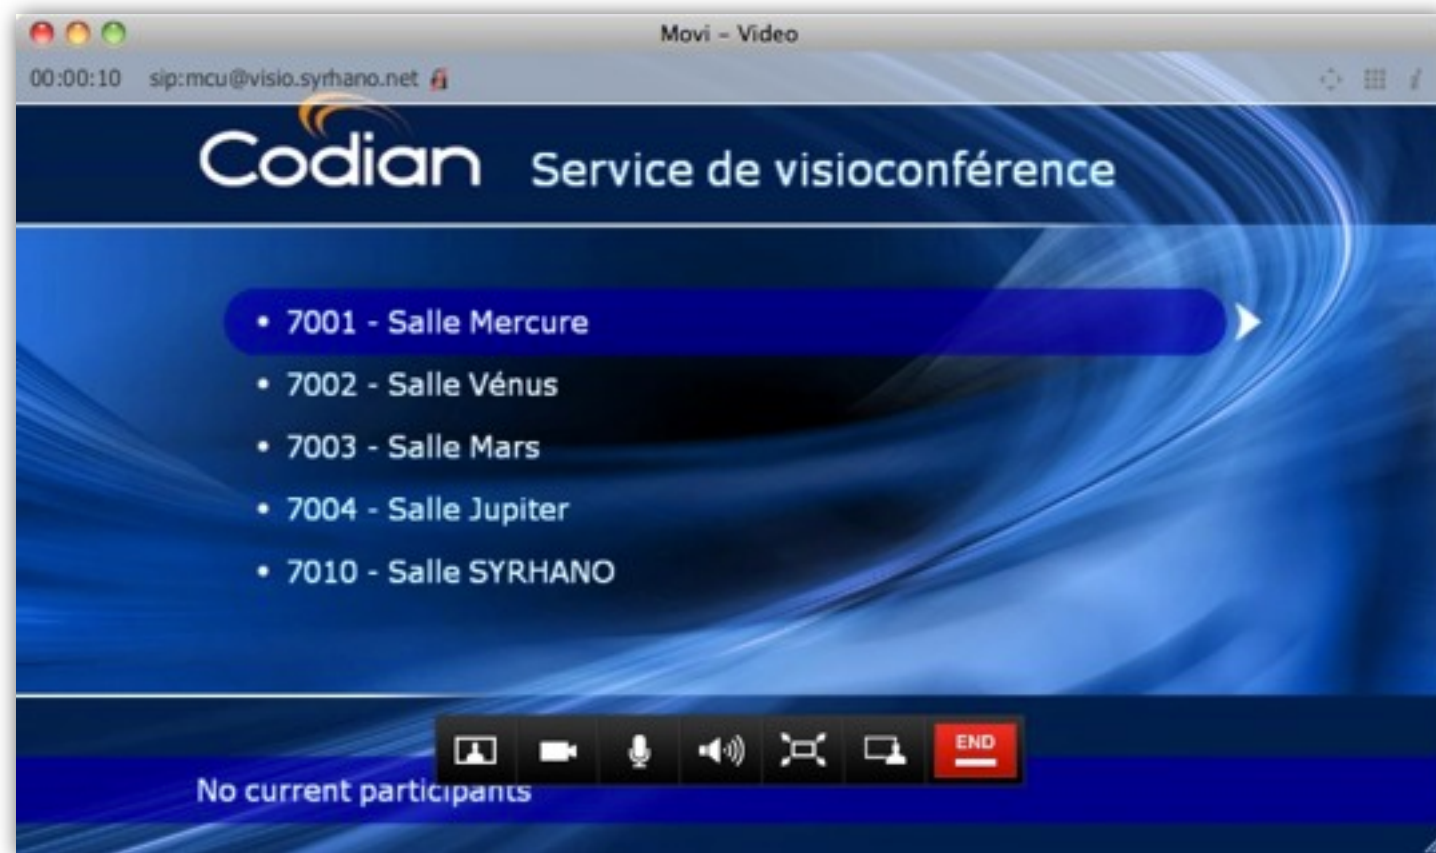 Movi – Video
00:00:10 sip:mcu@visio.syrhano.net
Codian Service de visioconférence
• 7001 - Salle Mercure
• 7002 - Salle Vénus
• 7003 - Salle Mars
• 7004 - Salle Jupiter
• 7010 - Salle SYRHANO
END
No current participants